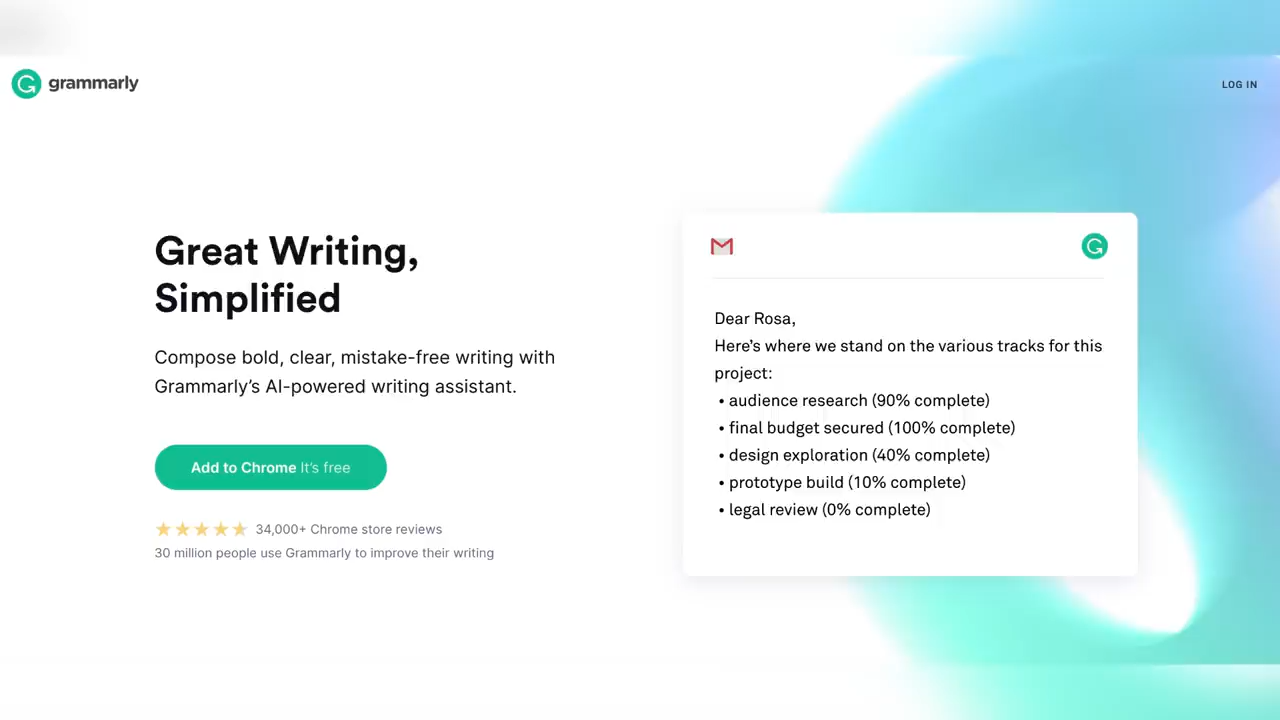 grammarly
LOG IN
Great Writing,
Simplified
Compose bold, clear, mistake-free writing with
Grammarly's AI-powered writing assistant.
Add to Chrome It's free
34,000+ Chrome store reviews
30 million people use Grammarly to improve their writing
Dear Rosa,
Here's where we stand on the various tracks for this
project:
• audience research (90% complete)
• final budget secured (100% complete)
• design exploration (40% complete)
• prototype build (10% complete)
• legal review (0% complete)